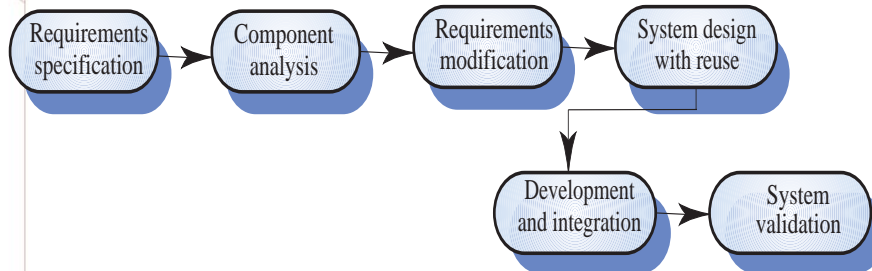 Requirements
specification
Component
analysis
Requirements
modification
System design
with reuse
Development
and integration
System
validation